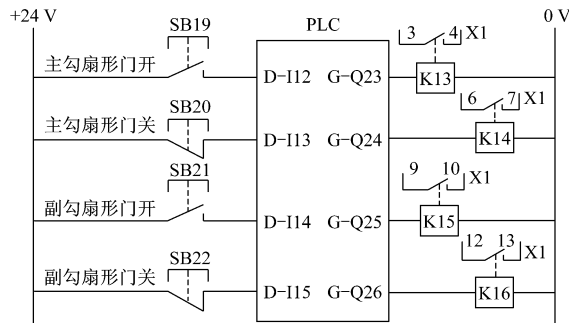 +24 V
SB19
PLC
3 4 X1
0 V
主勾扇形门开
D-I12 G-Q23
K13
SB20
6 7 X1
主勾扇形门关
D-I13 G-Q24
K14
SB21
9 10 X1
副勾扇形门开
D-I14 G-Q25
K15
SB22
12 13 X1
副勾扇形门关
D-I15 G-Q26
K16